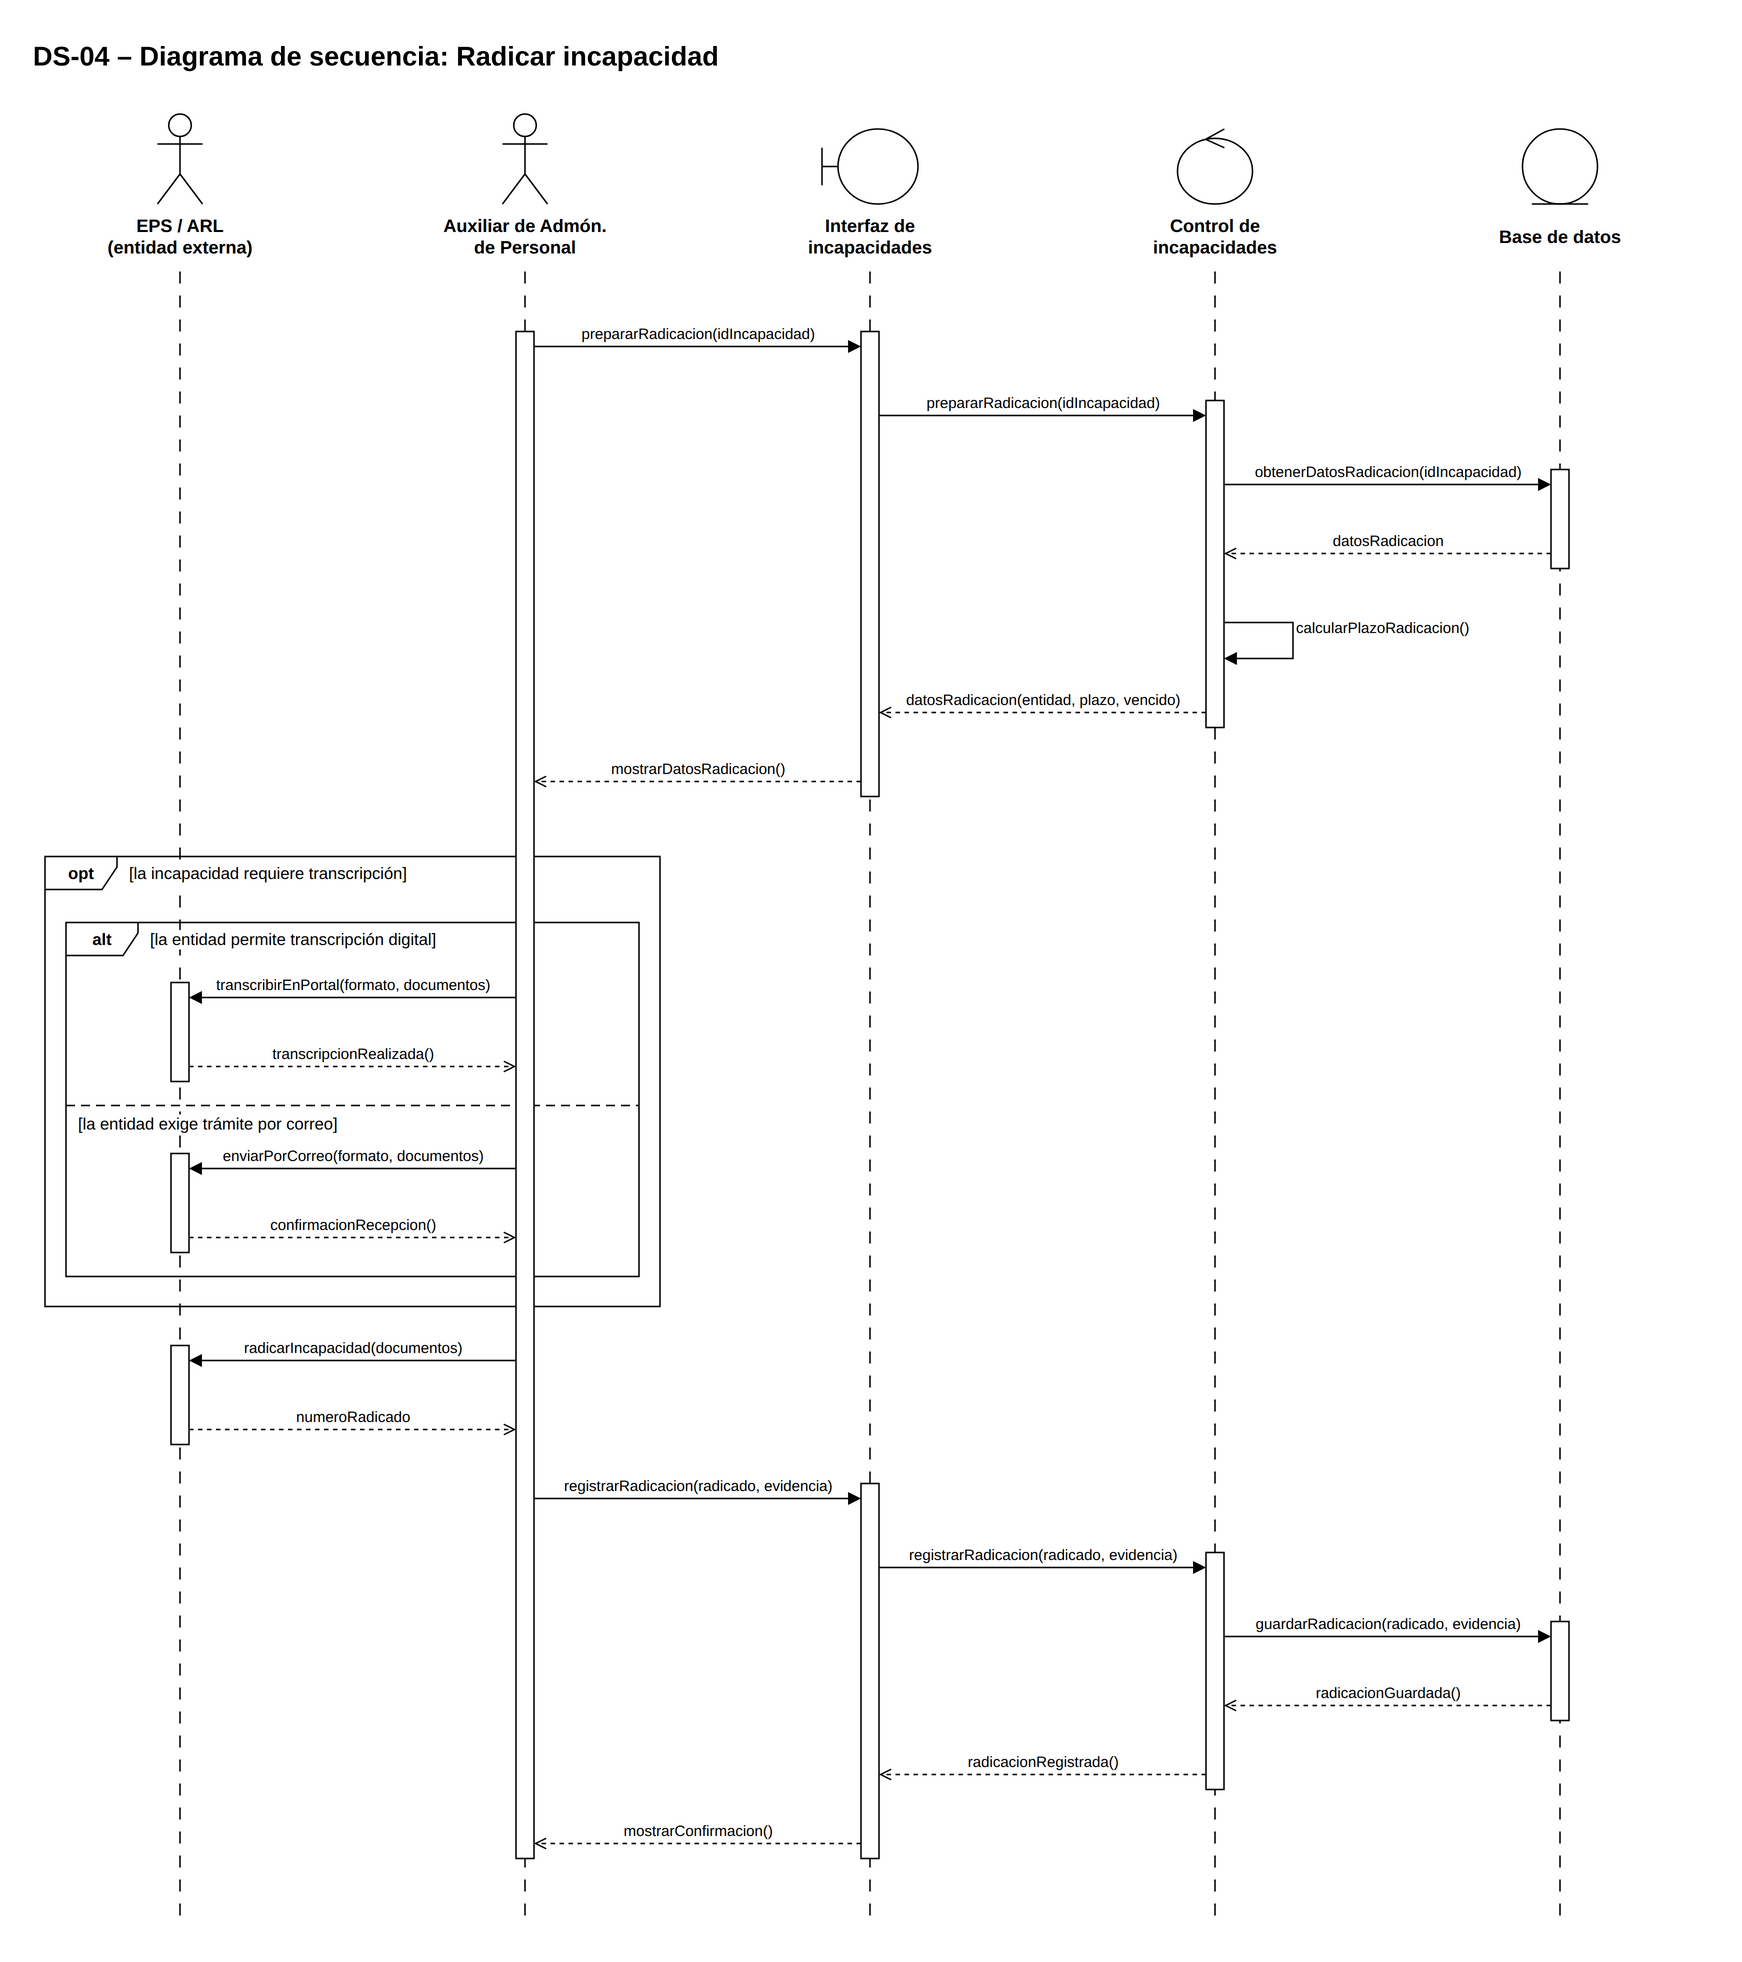 DS-04 – Diagrama de secuencia: Radicar incapacidad
EPS / ARL
(entidad externa)
Auxiliar de Admón.
de Personal
Interfaz de
incapacidades
Control de
incapacidades
Base de datos
prepararRadicacion(idIncapacidad)
prepararRadicacion(idIncapacidad)
obtenerDatosRadicacion(idIncapacidad)
datosRadicacion
calcularPlazoRadicacion()
datosRadicacion(entidad, plazo, vencido)
mostrarDatosRadicacion()
opt [la incapacidad requiere transcripción]
alt [la entidad permite transcripción digital]
transcribirEnPortal(formato, documentos)
transcripcionRealizada()
[la entidad exige trámite por correo]
enviarPorCorreo(formato, documentos)
confirmacionRecepcion()
radicarIncapacidad(documentos)
numeroRadicado
registrarRadicacion(radicado, evidencia)
registrarRadicacion(radicado, evidencia)
guardarRadicacion(radicado, evidencia)
radicacionGuardada()
radicacionRegistrada()
mostrarConfirmacion()